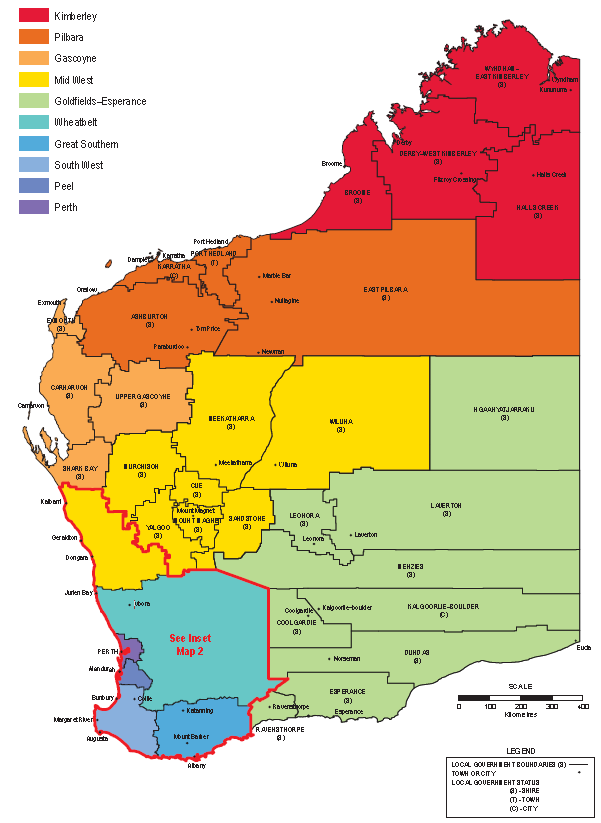 Kimberley
Pilbara
Gascoyne
Mid West
Goldfields–Esperance
Wheatbelt
Great Southern
South West
Peel
Perth
WYNDHAM–
EAST KIMBERLEY
(S)
Wyndham
Kununurra
Derby
DERBY-WEST KIMBERLEY
(S)
Broome
Fitzroy Crossing
Halls Creek
BROOME
(S)
HALLS CREEK
(S)
Port Hedland
PORT HEDLAND
(T)
Dampier
Karratha
KARRATHA
(C)
Marble Bar
Onslow
EAST PILBARA
(S)
Nullagine
Exmouth
EXMOUTH
(S)
ASHBURTON
(S)
Tom Price
Paraburdoo
Newman
CARNARVON
(S)
UPPER GASCOYNE
(S)
Carnarvon
MEEKATHARRA
(S)
WILUNA
(S)
NGAANYATJARRAKU
(S)
SHARK BAY
(S)
MURCHISON
(S)
Meekatharra
Wiluna
CUE
(S)
Kalbarri
Mount Magnet
MOUNT MAGNET
(S)
YALGOO
(S)
SANDSTONE
(S)
LEONORA
(S)
Leonora
LAVERTON
(S)
Laverton
Geraldton
Dongara
MENZIES
(S)
Jurien Bay
Moora
Coolgardie
COOLGARDIE
(S)
Kalgoorlie-boulder
KALGOORLIE–BOULDER
(C)
See Inset
Map 2
PERTH
Mandurah
Norseman
DUNDAS
(S)
Eucla
Bunbury
Collie
Katanning
Ravensthorpe
ESPERANCE
(S)
Esperance
Margaret River
Augusta
Mount Barker
Albany
RAVENSTHORPE
(S)
SCALE
0 100 200 300 400
Kilometres
LEGEND
LOCAL GOVERNMENT BOUNDARIES (S)
TOWN OR CITY
LOCAL GOVERNMENT STATUS
(S) - SHIRE
(T) - TOWN
(C) - CITY